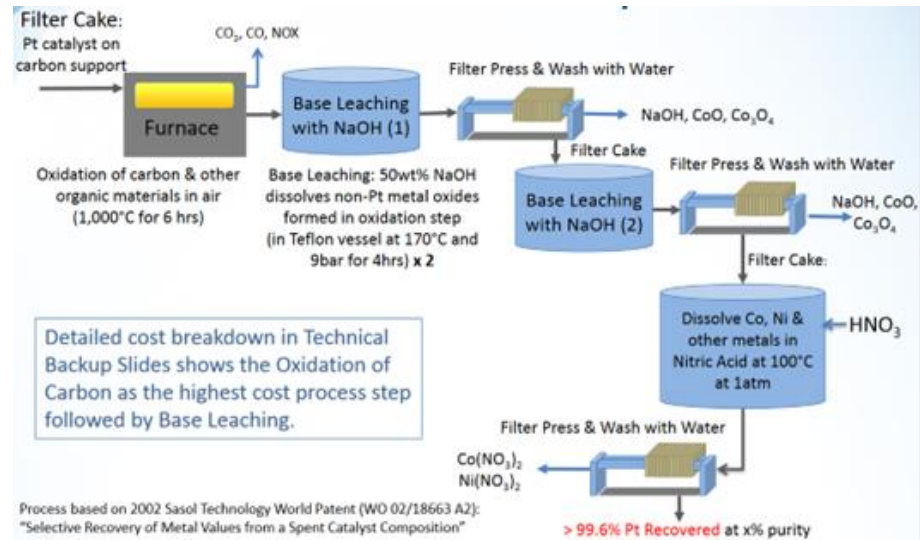 Filter Cake:
Pt catalyst on
carbon support
CO₂, CO, NOX
Furnace
Oxidation of carbon & other
organic materials in air
(1,000°C for 6 hrs)
Base Leaching
with NaOH (1)
Base Leaching: 50wt% NaOH
dissolves non-Pt metal oxides
formed in oxidation step
(in Teflon vessel at 170°C and
9bar for 4hrs) x 2
Filter Press & Wash with Water
NaOH, CoO, Co₃O₄
Filter Cake
Base Leaching
with NaOH (2)
Filter Press & Wash with Water
NaOH, CoO,
Co₃O₄
Filter Cake:
Dissolve Co, Ni &
other metals in
Nitric Acid at 100°C
at 1atm
HNO₃
Detailed cost breakdown in Technical
Backup Slides shows the Oxidation of
Carbon as the highest cost process step
followed by Base Leaching.
Filter Press & Wash with Water
Co(NO₃)₂
Ni(NO₃)₂
> 99.6% Pt Recovered at x% purity
Process based on 2002 Sasol Technology World Patent (WO 02/18663 A2):
"Selective Recovery of Metal Values from a Spent Catalyst Composition"